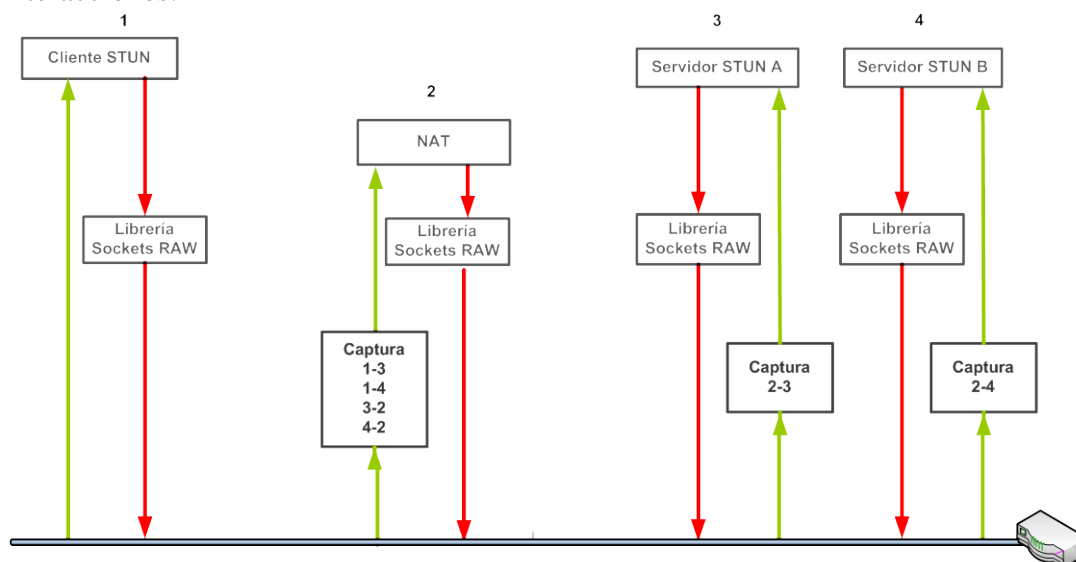 1
Cliente STUN
Librería
Sockets RAW
2
NAT
Librería
Sockets RAW
Captura
1-3
1-4
3-2
4-2
3
Servidor STUN A
Librería
Sockets RAW
Captura
2-3
4
Servidor STUN B
Librería
Sockets RAW
Captura
2-4